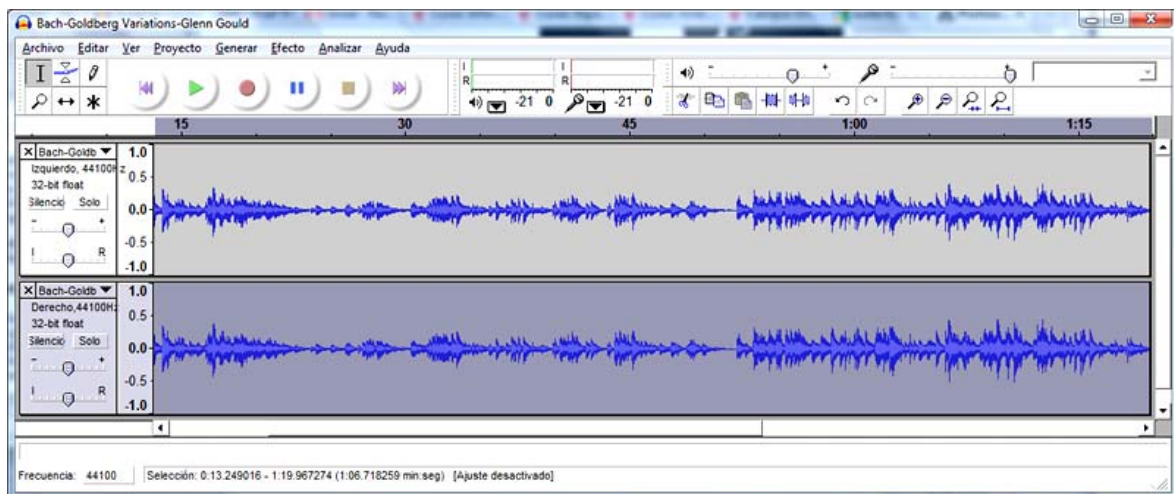 Bach-Goldberg Variations-Glenn Gould
Archivo Editar Ver Proyecto Generar Efecto Analizar Ayuda
I I
R R
-21 0 -21 0
- + -
15 30 45 1:00 1:15
X Bach-Goldb 1.0
Izquierdo, 44100Hz
0.5
32-bit float
Silencio Solo
0.0
- +
-0.5
I R
-1.0
X Bach-Goldb 1.0
Derecho,44100Hz
0.5
32-bit float
Silencio Solo
0.0
- +
-0.5
I R
-1.0
Frecuencia: 44100 Selección: 0:13.249016 - 1:19.967274 (1:06.718259 min:seg) [Ajuste desactivado]